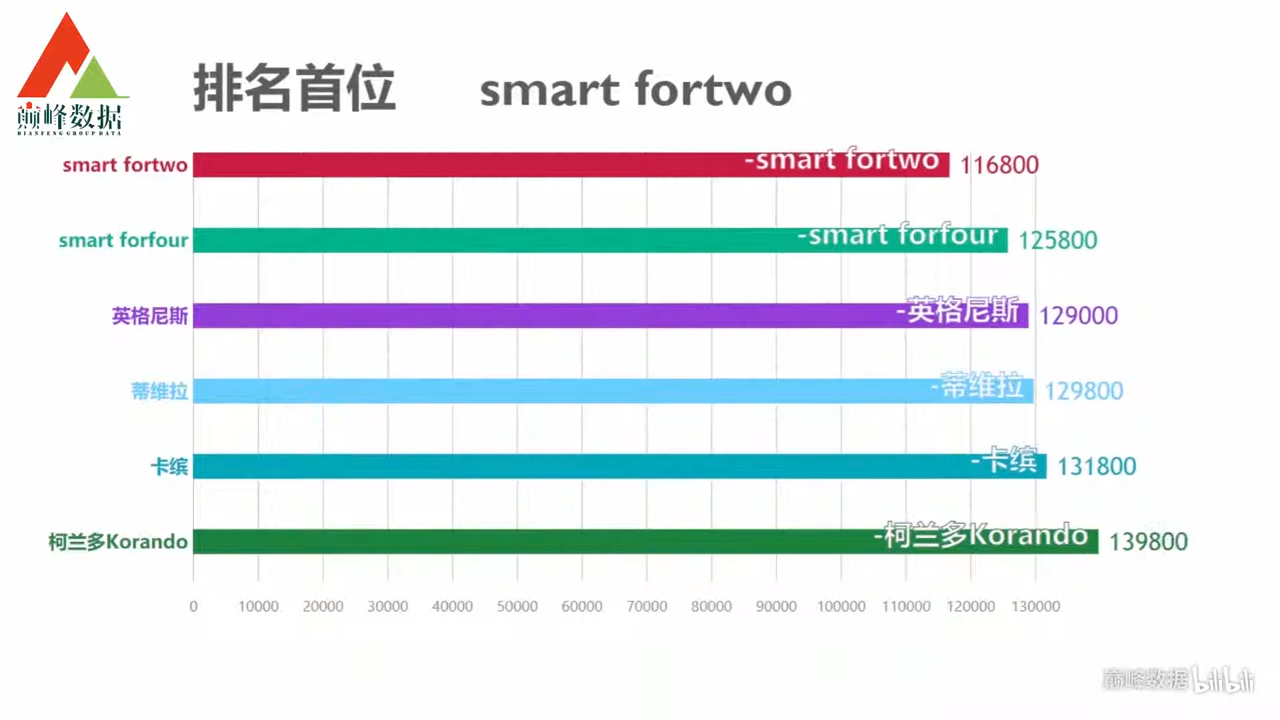 巅峰数据
DIANFENG GROUP DATA
排名首位 smart fortwo
smart fortwo -smart fortwo 116800
smart forfour -smart forfour 125800
英格尼斯 -英格尼斯 129000
蒂维拉 -蒂维拉 129800
卡缤 -卡缤 131800
柯兰多Korando -柯兰多Korando 139800
0 10000 20000 30000 40000 50000 60000 70000 80000 90000 100000 110000 120000 130000
巅峰数据 bilibili